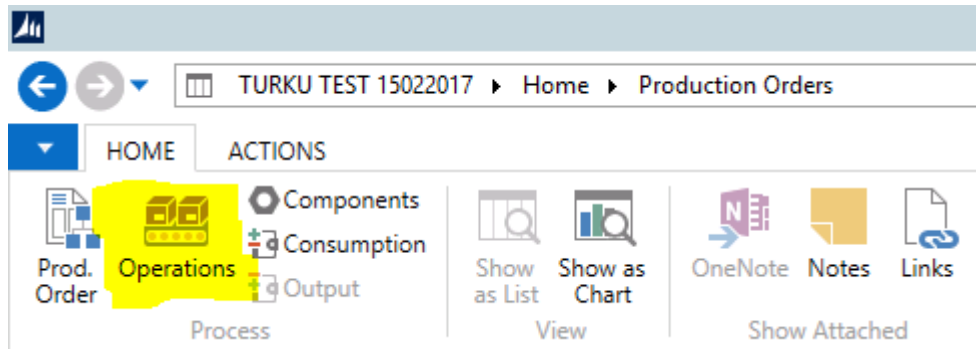 TURKU TEST 15022017 Home Production Orders
HOME ACTIONS
Prod.
Order
Operations
Components
Consumption
Output
Process
Show
as List
Show as
Chart
View
OneNote
Notes
Links
Show Attached